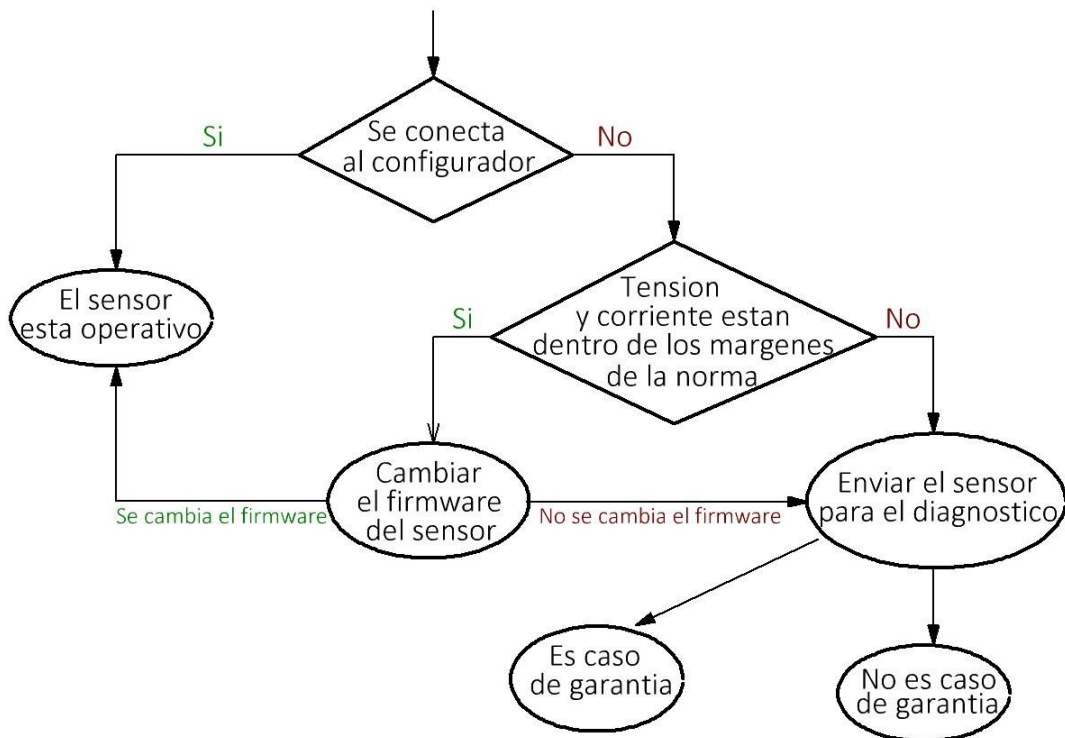 Se conecta
al configurador
Si
No
El sensor
esta operativo
Tension
y corriente estan
dentro de los margenes
de la norma
Si
No
Cambiar
el firmware
del sensor
Se cambia el firmware
No se cambia el firmware
Enviar el sensor
para el diagnostico
Es caso
de garantia
No es caso
de garantia